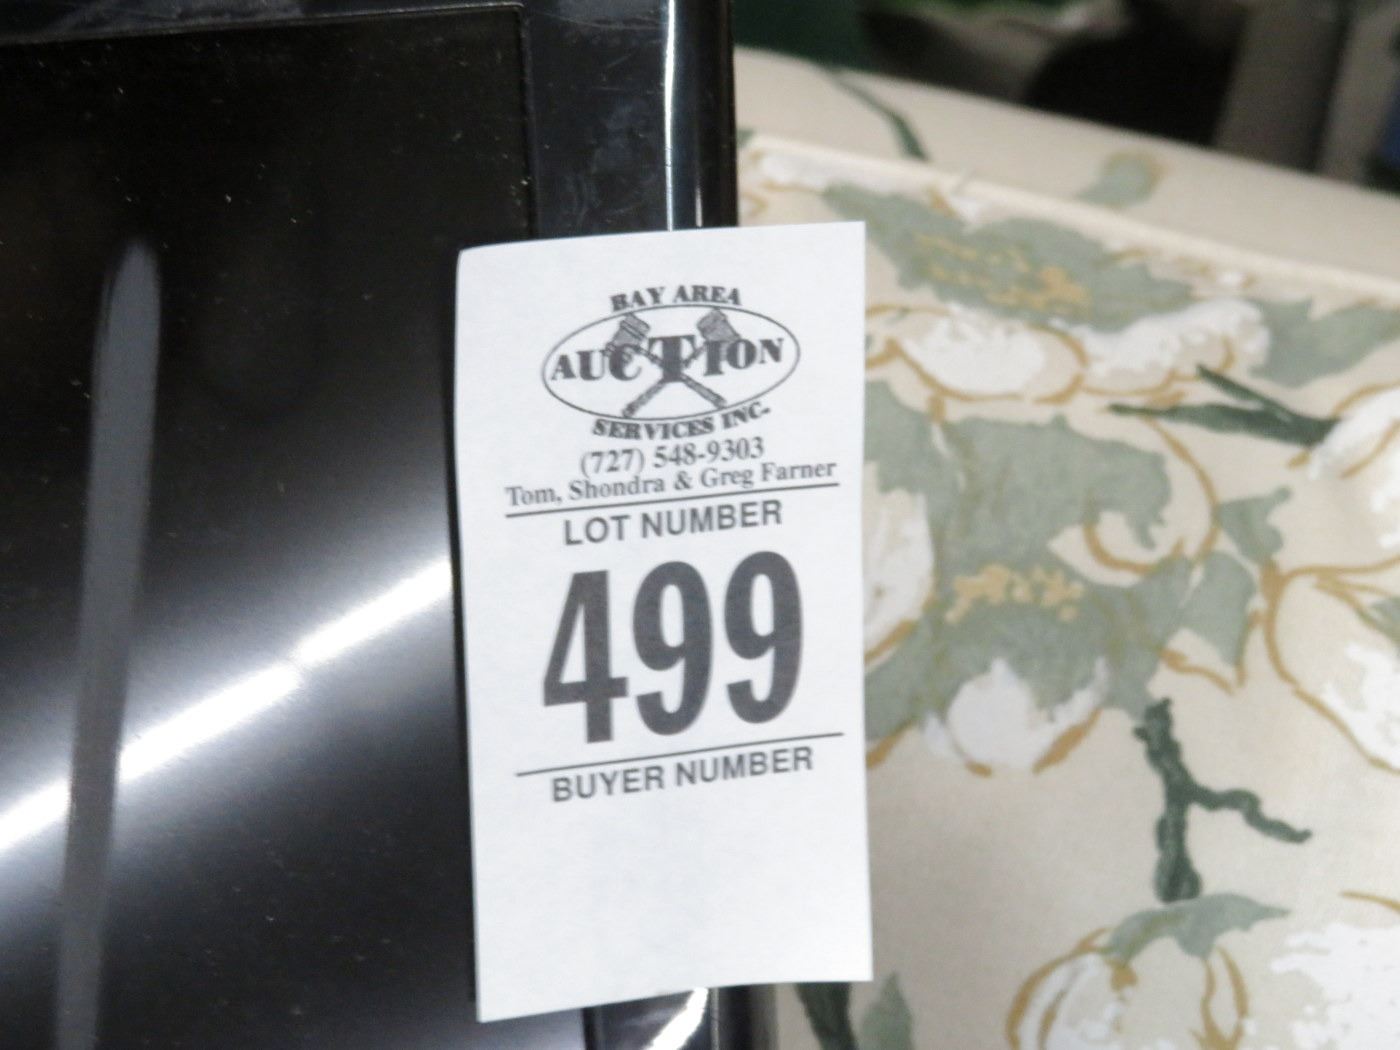 BAY AREA
AUCTION
SERVICES INC.
(727) 548-9303
Tom, Shondra & Greg Farner
LOT NUMBER
499
BUYER NUMBER